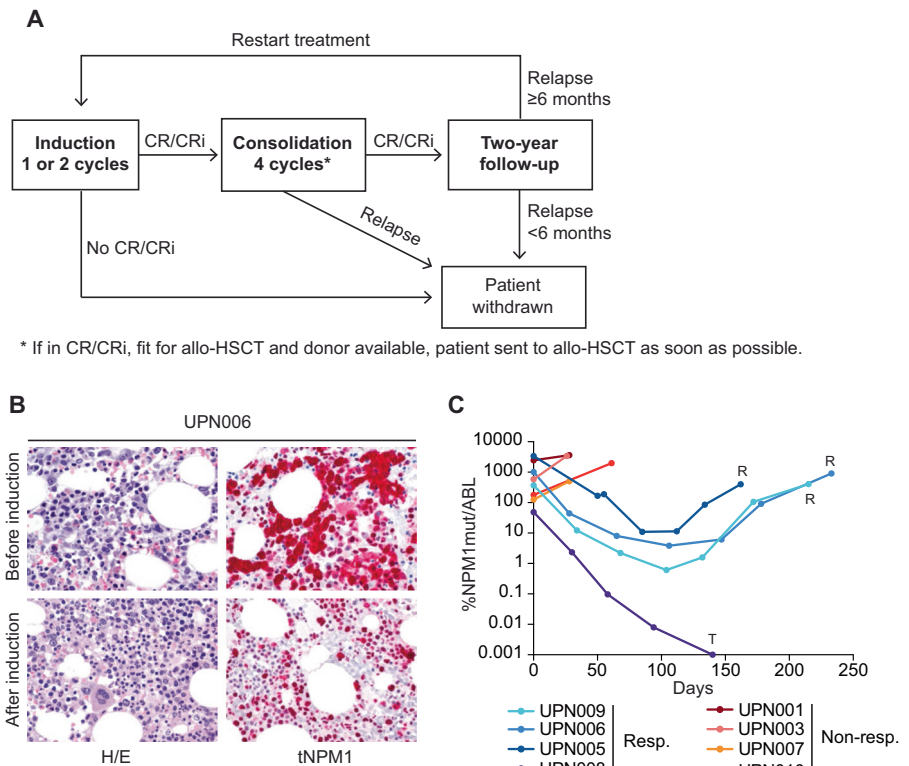 A
Restart treatment
Relapse
≥6 months
Induction
1 or 2 cycles
CR/CRi
Consolidation
4 cycles*
CR/CRi
Two-year
follow-up
No CR/CRi
Relapse
Relapse
<6 months
Patient
withdrawn
* If in CR/CRi, fit for allo-HSCT and donor available, patient sent to allo-HSCT as soon as possible.
B
UPN006
Before induction
After induction
H/E
tNPM1
C
%NPM1mut/ABL
10000
1000
100
10
1
0.1
0.01
0.001
R
R
R
T
0
50
100
150
200
250
Days
UPN009
UPN006
UPN005
Resp.
UPN001
UPN003
UPN007
Non-resp.